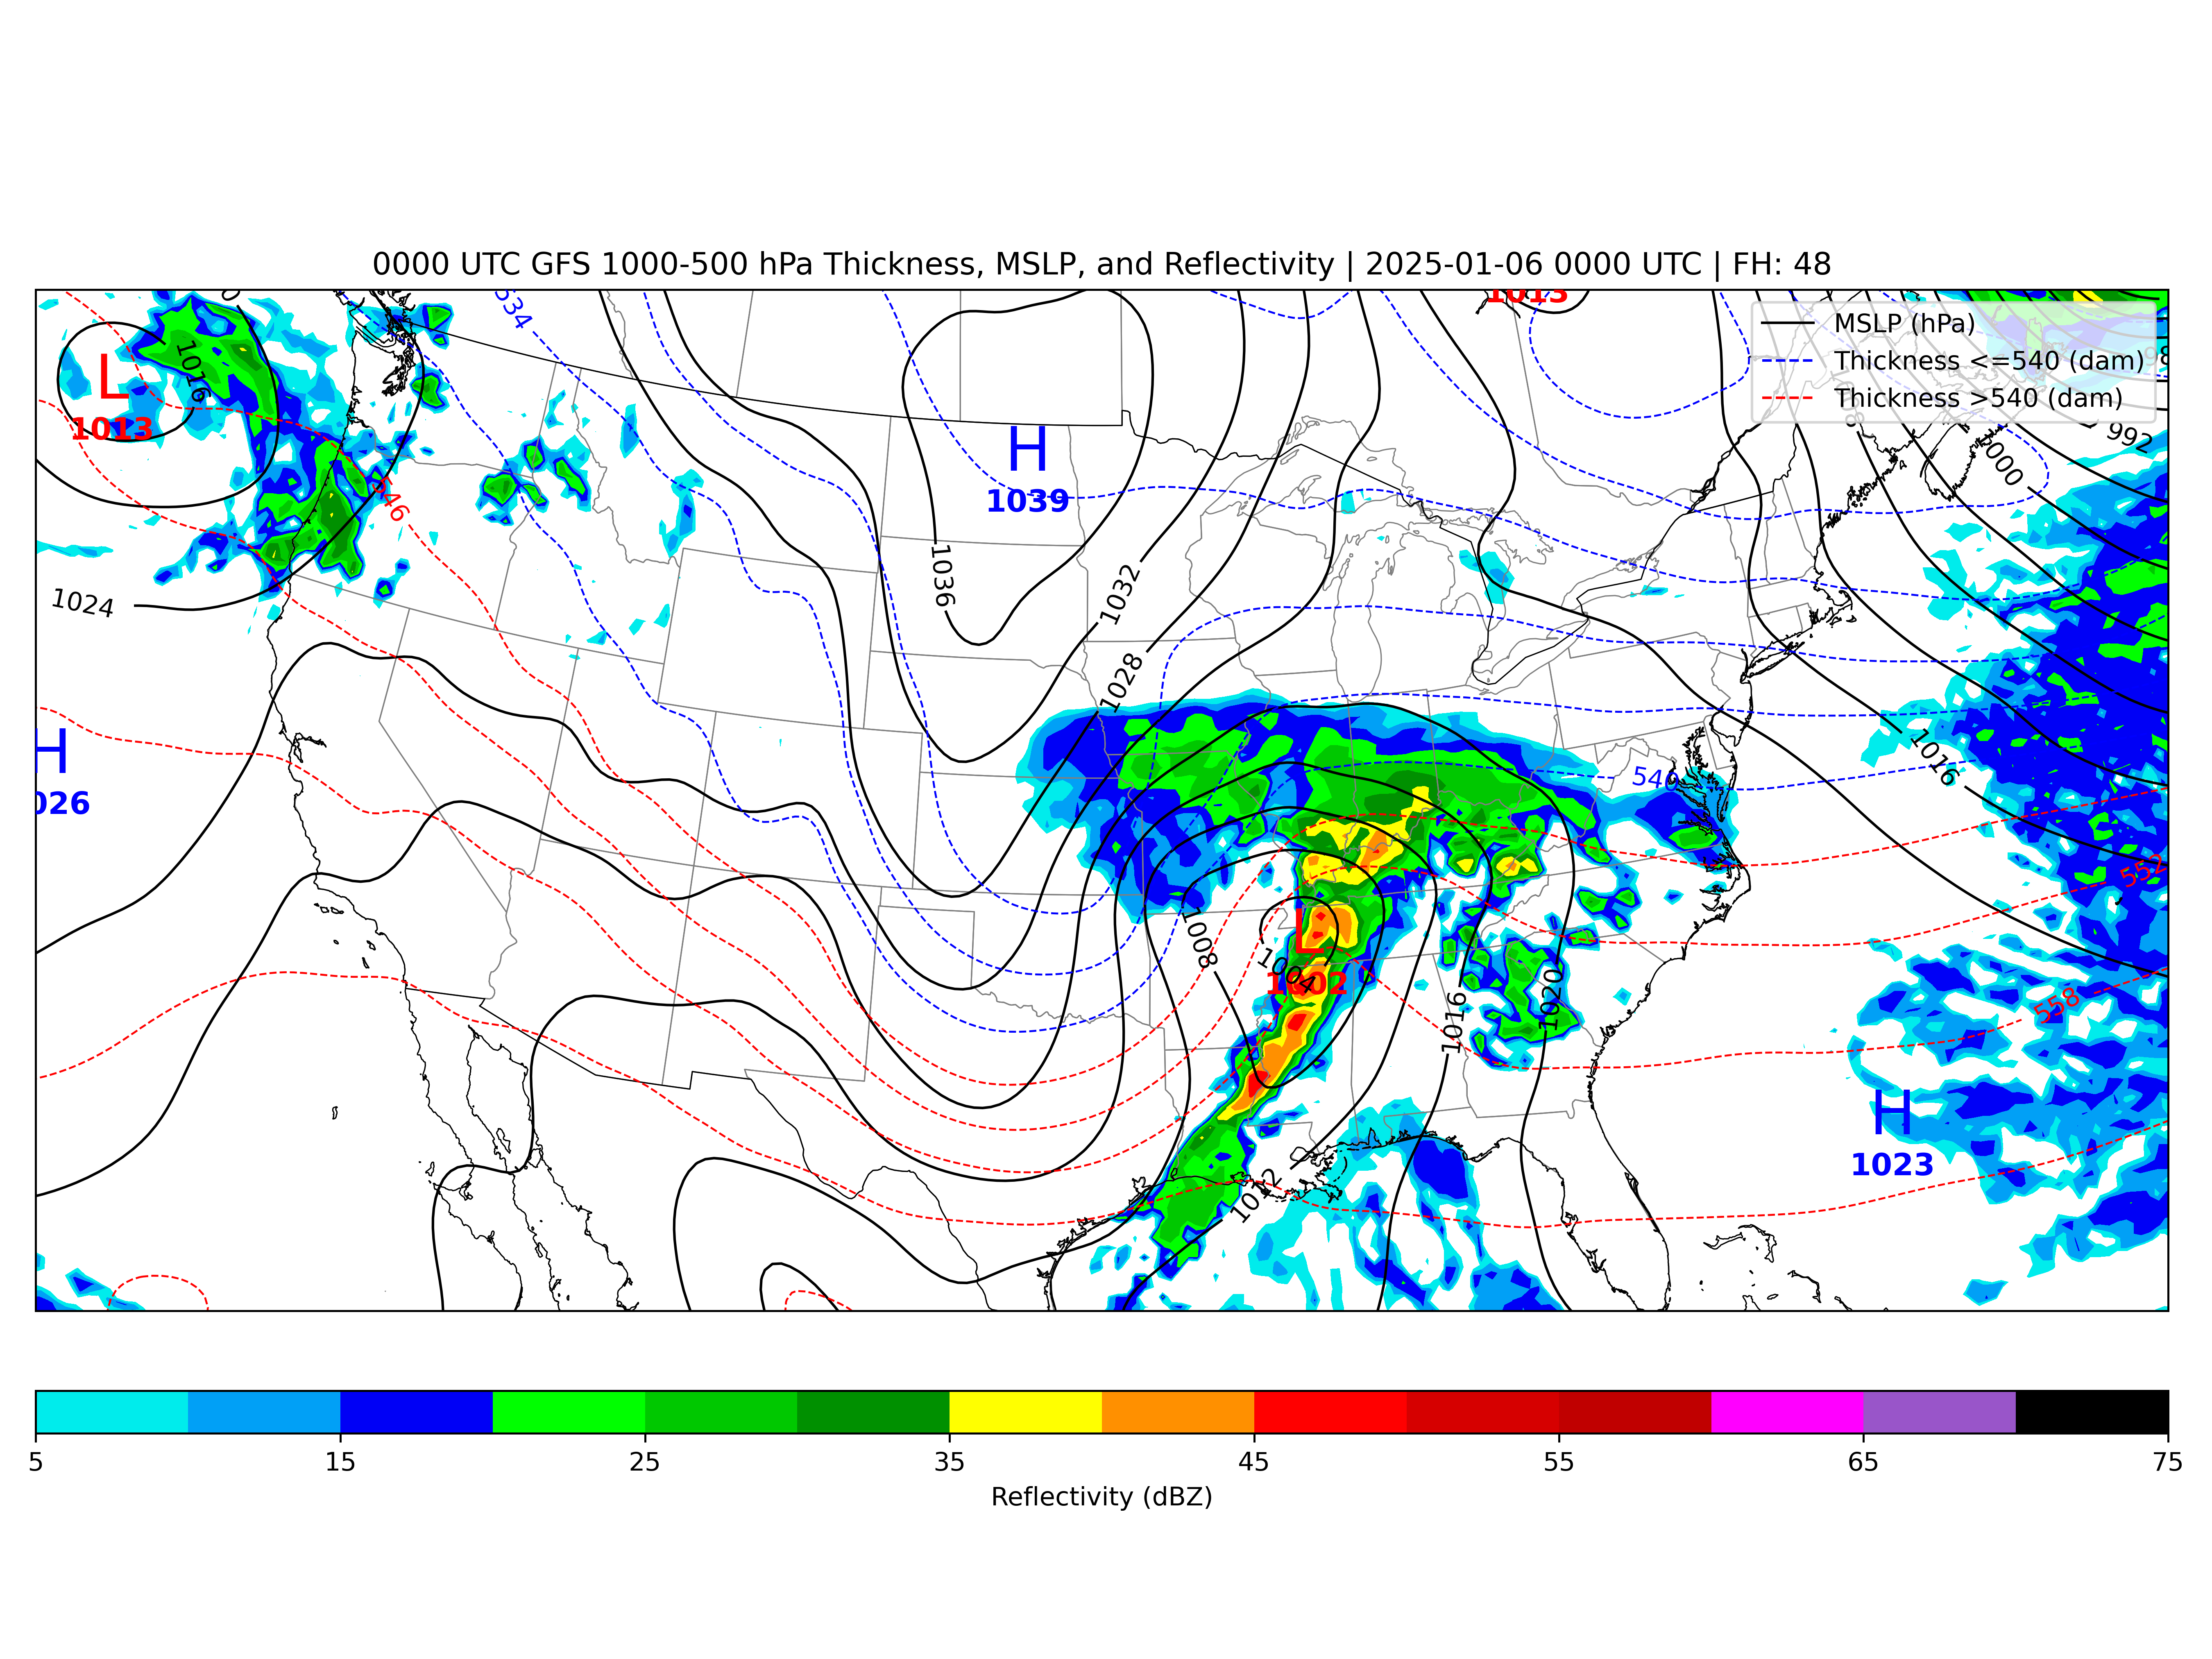 0000 UTC GFS 1000-500 hPa Thickness, MSLP, and Reflectivity | 2025-01-06 0000 UTC | FH: 48
1013
MSLP (hPa)
Thickness <=540 (dam)
Thickness >540 (dam)
534
1016
L
1013
992
1000
H
1039
546
1036
1032
1024
1028
H
026
1016
540
552
1008
L
1004
1002
1020
1016
558
H
1023
1012
5 15 25 35 45 55 65 75
Reflectivity (dBZ)